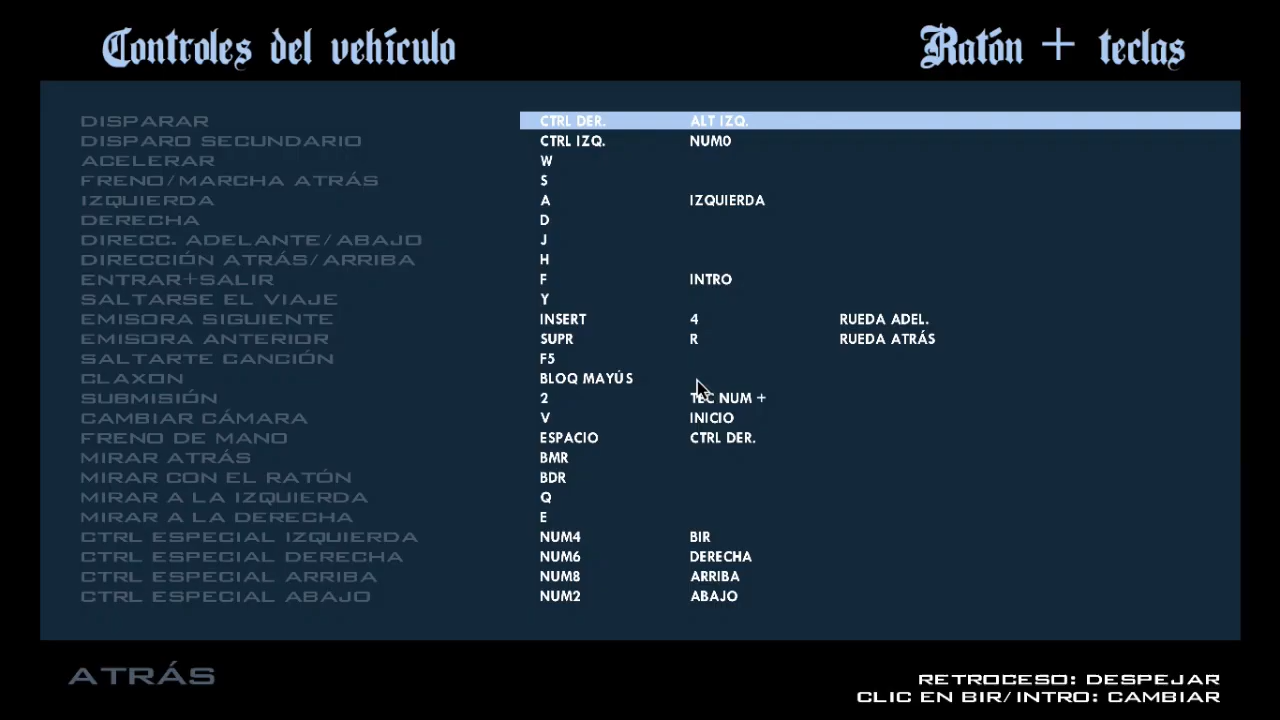 Controles del vehículo Ratón + teclas
DISPARAR CTRL DER. ALT IZQ.
DISPARO SECUNDARIO CTRL IZQ. NUM0
ACELERAR W
FRENO/MARCHA ATRÁS S
IZQUIERDA A IZQUIERDA
DERECHA D
DIRECC. ADELANTE/ABAJO J
DIRECCIÓN ATRÁS/ARRIBA H
ENTRAR+SALIR F INTRO
SALTARSE EL VIAJE Y
EMISORA SIGUIENTE INSERT 4 RUEDA ADEL.
EMISORA ANTERIOR SUPR R RUEDA ATRÁS
SALTARTE CANCIÓN F5
CLAXON BLOQ MAYÚS
SUBMISIÓN 2 TEC NUM +
CAMBIAR CÁMARA V INICIO
FRENO DE MANO ESPACIO CTRL DER.
MIRAR ATRÁS BMR
MIRAR CON EL RATÓN BDR
MIRAR A LA IZQUIERDA Q
MIRAR A LA DERECHA E
CTRL ESPECIAL IZQUIERDA NUM4 BIR
CTRL ESPECIAL DERECHA NUM6 DERECHA
CTRL ESPECIAL ARRIBA NUM8 ARRIBA
CTRL ESPECIAL ABAJO NUM2 ABAJO
ATRÁS
RETROCESO: DESPEJAR
CLIC EN BIR/INTRO: CAMBIAR